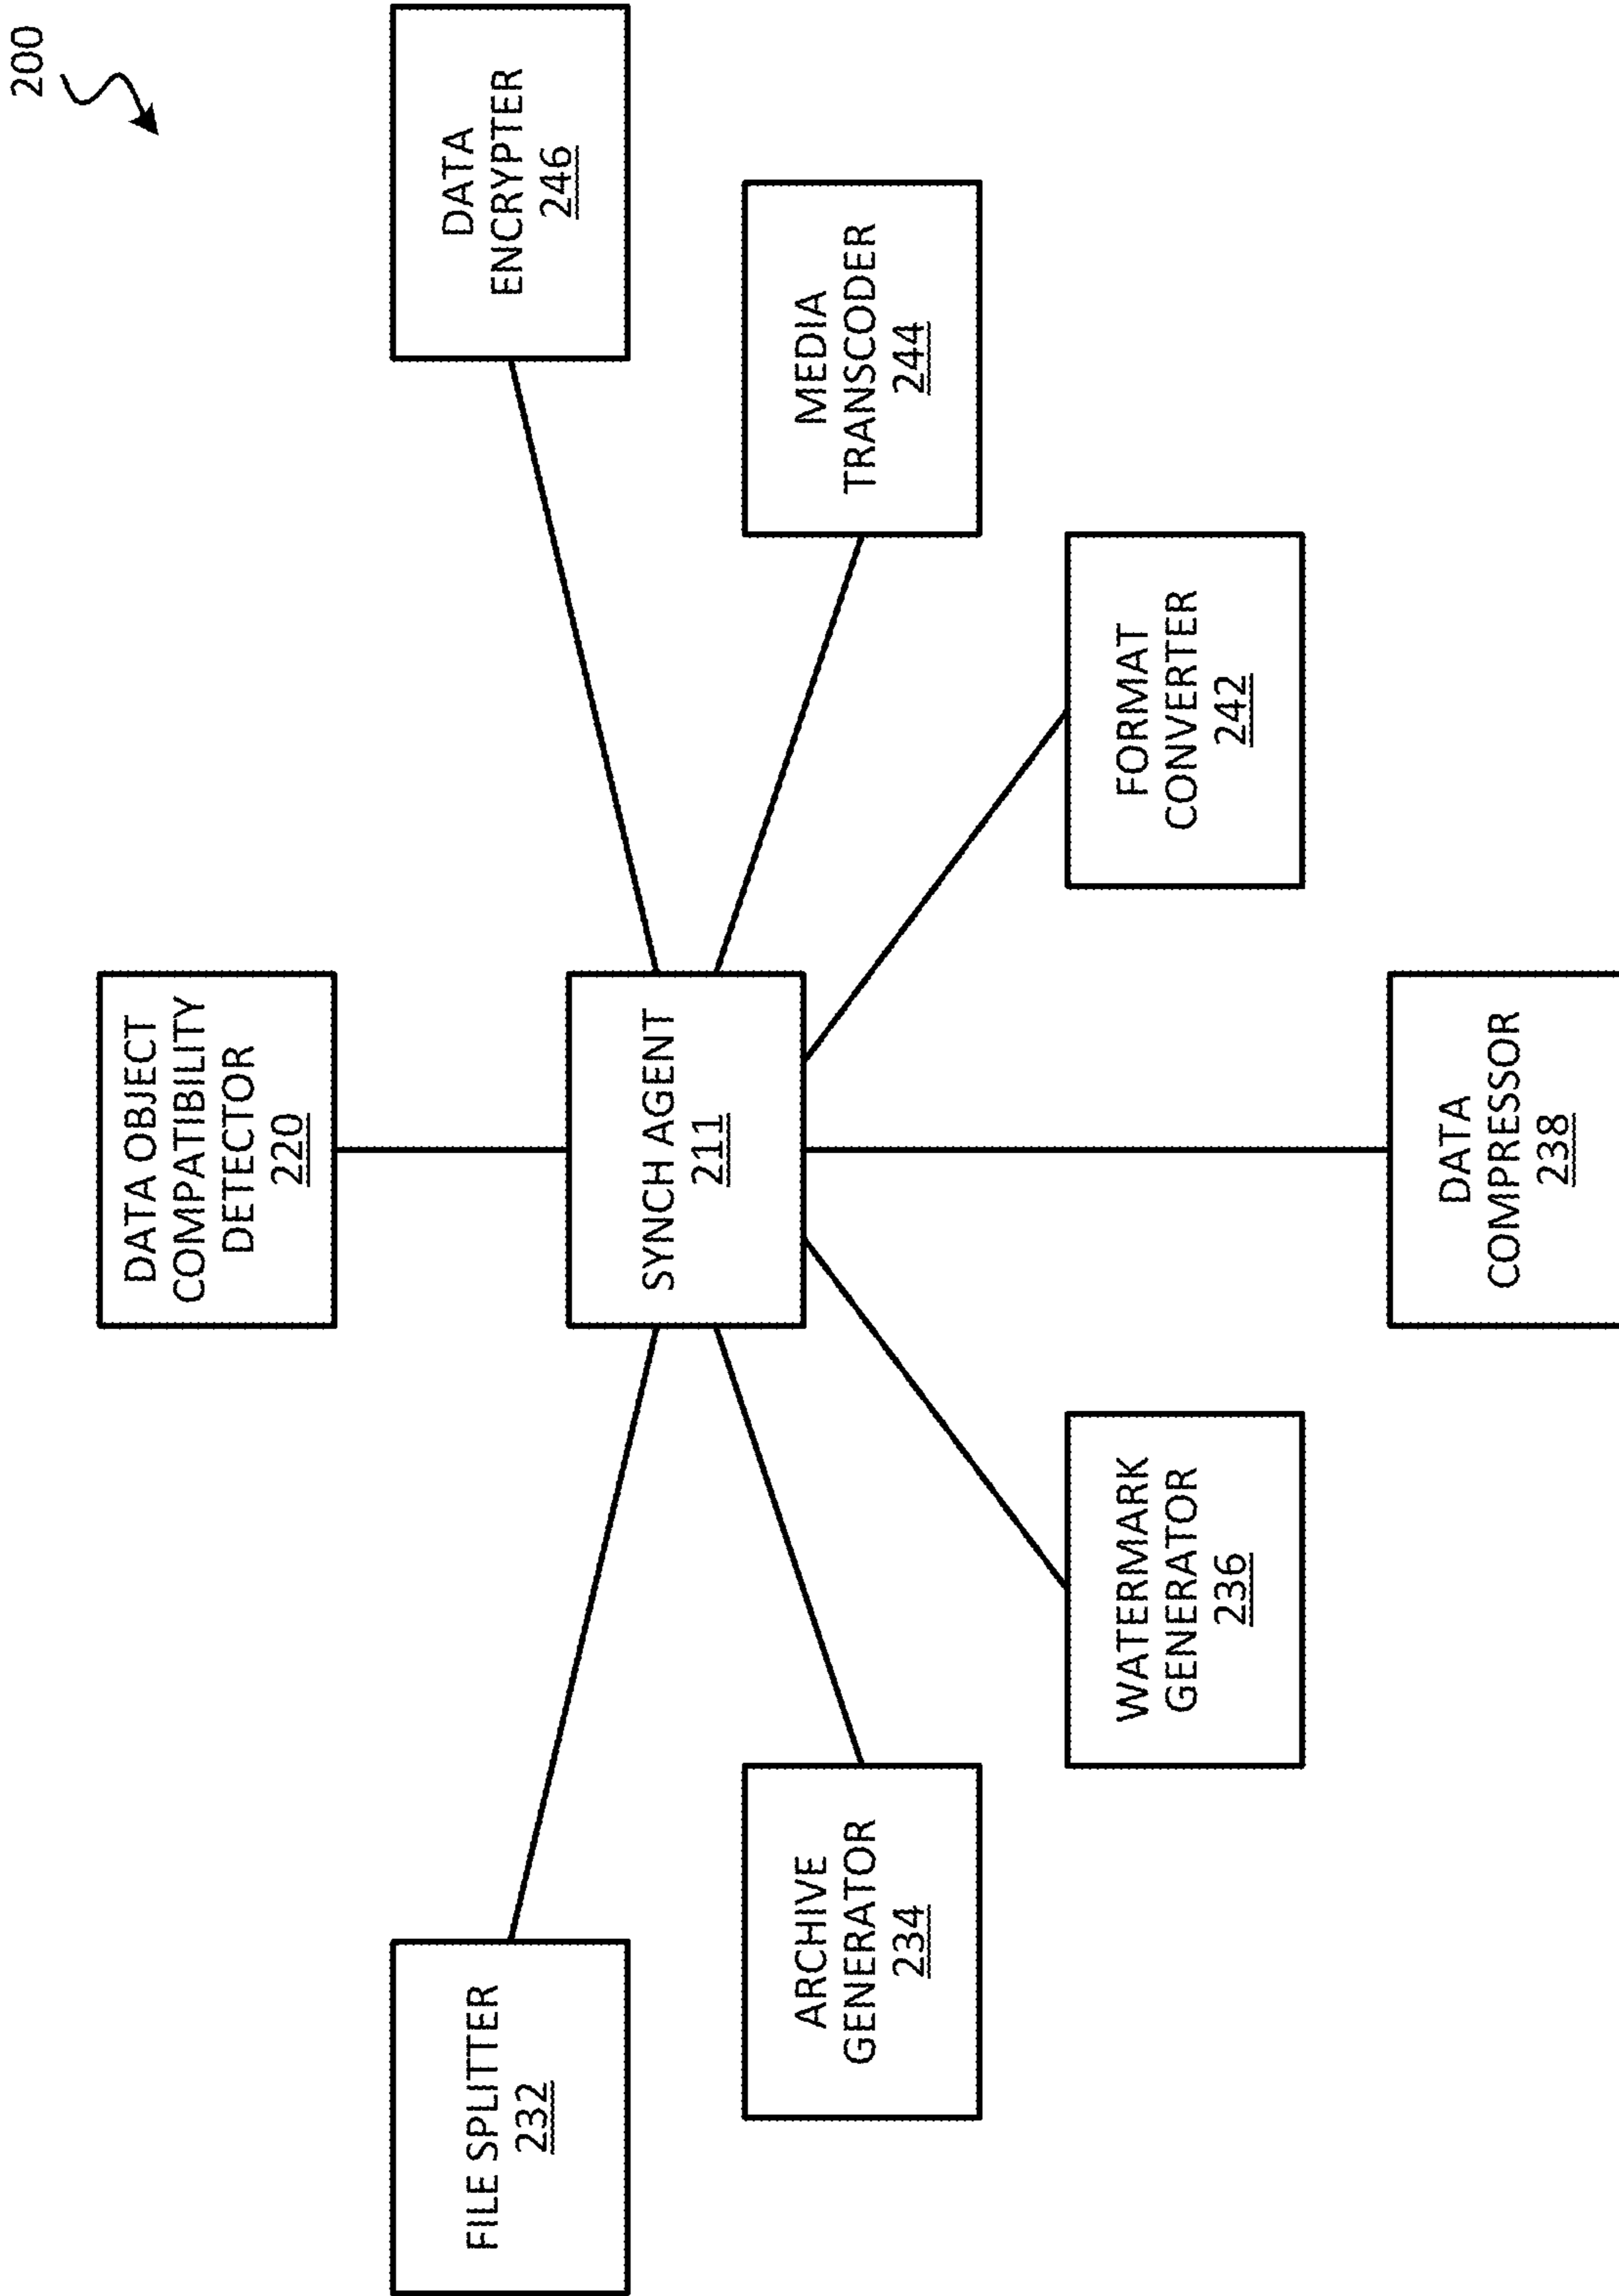 200
DATA OBJECT
COMPATIBILITY
DETECTOR
220
FILE SPLITTER
232
DATA
ENCRYPTER
246
SYNCH AGENT
211
ARCHIVE
GENERATOR
234
MEDIA
TRANSCODER
244
WATERMARK
GENERATOR
236
FORMAT
CONVERTER
242
DATA
COMPRESSOR
238